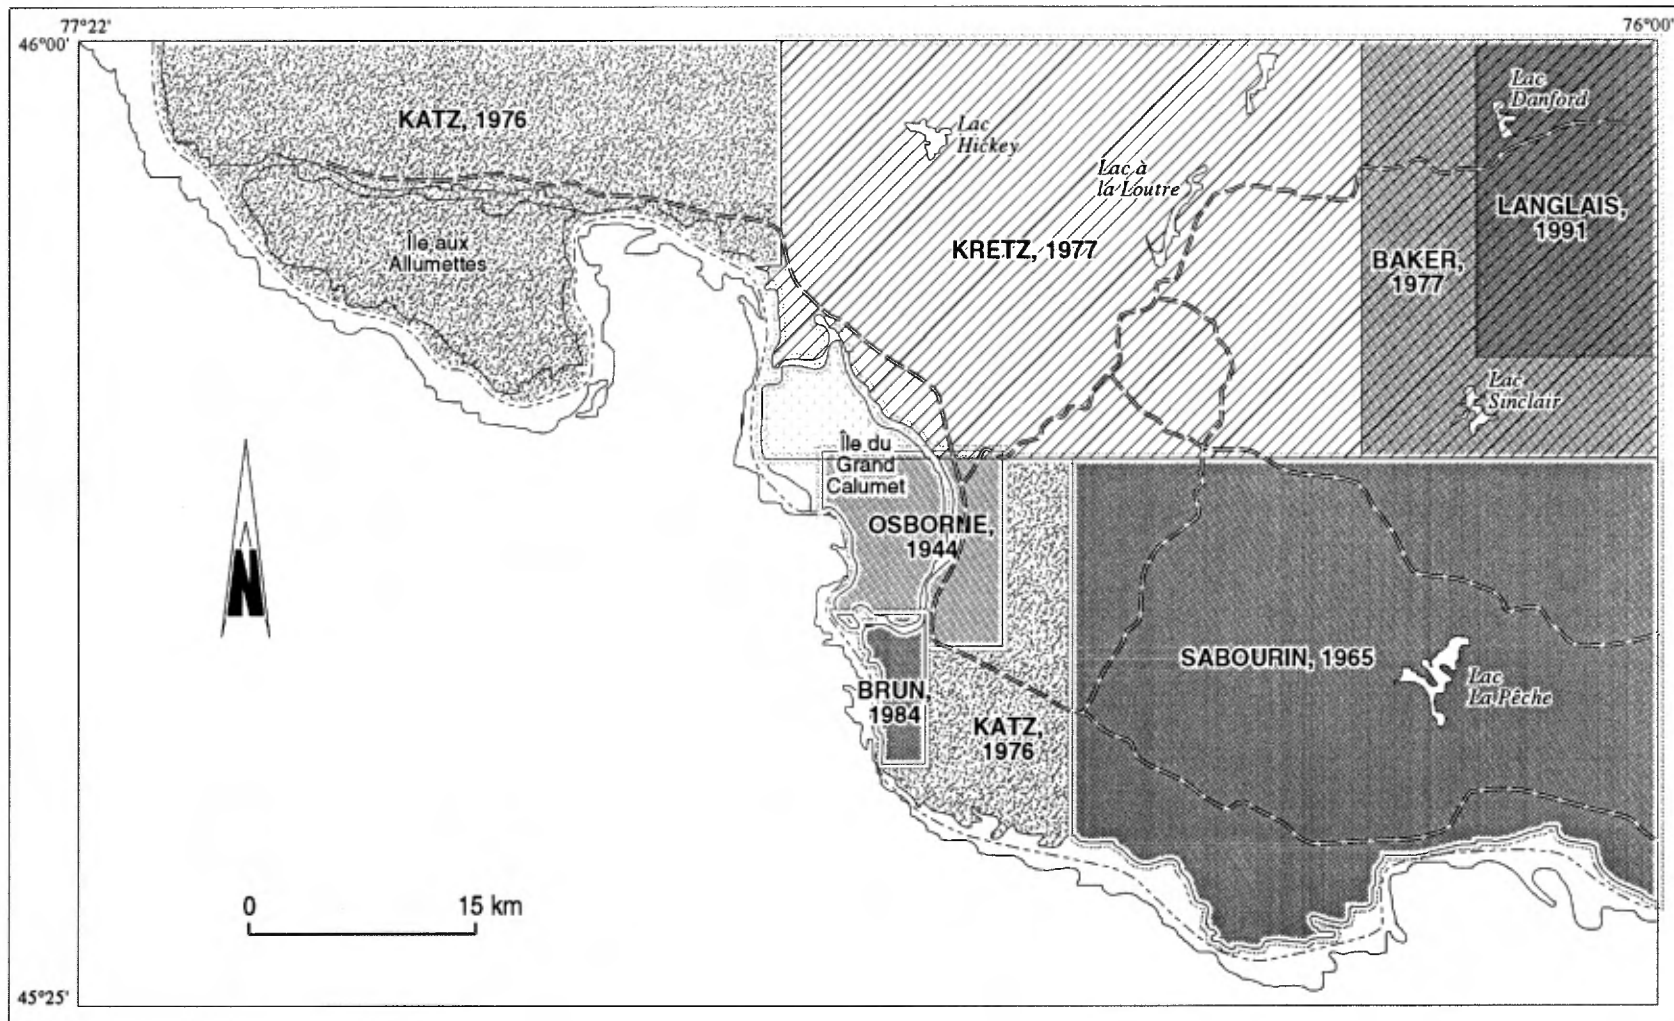 77°22'
76°00'
46°00'
KATZ, 1976
Lac
Hickey
Lac
Danford
Lac à
la Loutre
LANGLAIS,
1991
Île aux
Allumettes
KRETZ, 1977
BAKER,
1977
Lac
Sinclair
Île du
Grand
Calumet
OSBORNE,
1944
N
SABOURIN, 1965
BRUN,
1984
Lac
La Pêche
KATZ,
1976
0 15 km
45°25'